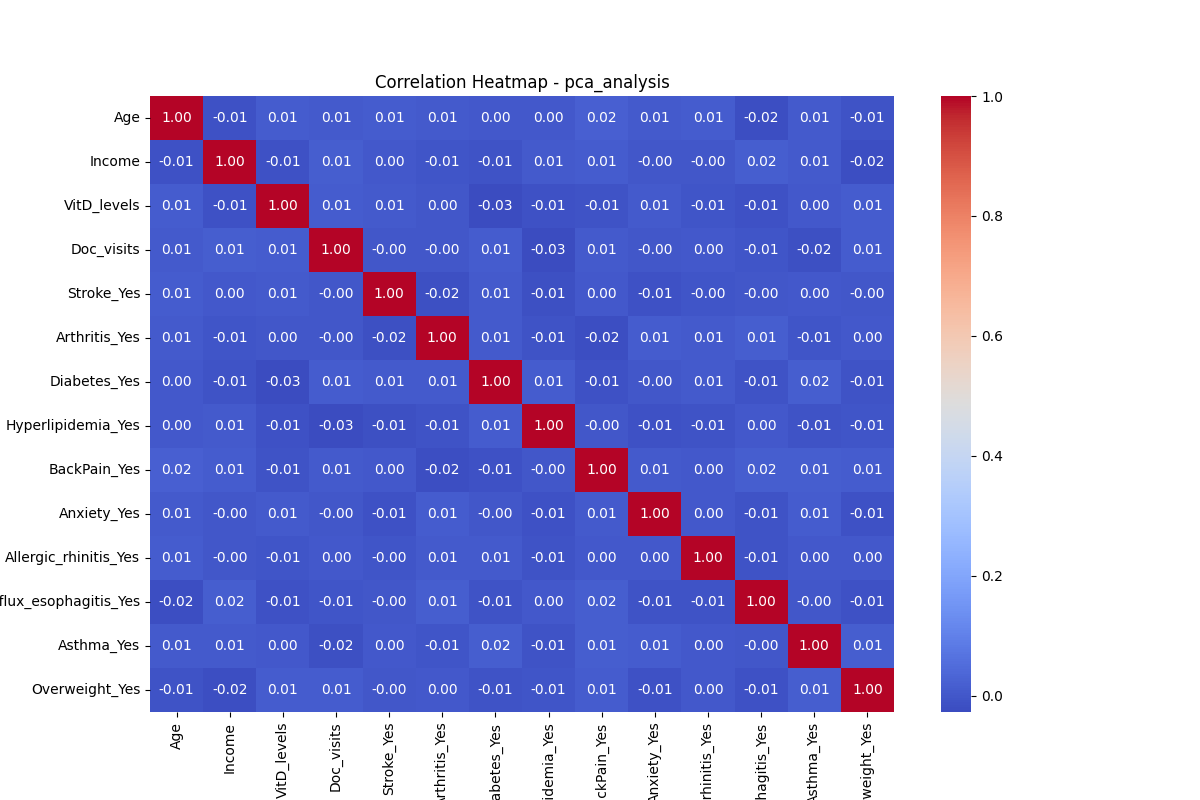 Correlation Heatmap - pca_analysis
Age 1.00 -0.01 0.01 0.01 0.01 0.01 0.00 0.00 0.02 0.01 0.01 -0.02 0.01 -0.01
Income -0.01 1.00 -0.01 0.01 0.00 -0.01 -0.01 0.01 0.01 -0.00 -0.00 0.02 0.01 -0.02
VitD_levels 0.01 -0.01 1.00 0.01 0.01 0.00 -0.03 -0.01 -0.01 0.01 -0.01 -0.01 0.00 0.01
Doc_visits 0.01 0.01 0.01 1.00 -0.00 -0.00 0.01 -0.03 0.01 -0.00 0.00 -0.01 -0.02 0.01
Stroke_Yes 0.01 0.00 0.01 -0.00 1.00 -0.02 0.01 -0.01 0.00 -0.01 -0.00 -0.00 0.00 -0.00
Arthritis_Yes 0.01 -0.01 0.00 -0.00 -0.02 1.00 0.01 -0.01 -0.02 0.01 0.01 0.01 -0.01 0.00
Diabetes_Yes 0.00 -0.01 -0.03 0.01 0.01 0.01 1.00 0.01 -0.01 -0.00 0.01 -0.01 0.02 -0.01
Hyperlipidemia_Yes 0.00 0.01 -0.01 -0.03 -0.01 -0.01 0.01 1.00 -0.00 -0.01 -0.01 0.00 -0.01 -0.01
BackPain_Yes 0.02 0.01 -0.01 0.01 0.00 -0.02 -0.01 -0.00 1.00 0.01 0.00 0.02 0.01 0.01
Anxiety_Yes 0.01 -0.00 0.01 -0.00 -0.01 0.01 -0.00 -0.01 0.01 1.00 0.00 -0.01 0.01 -0.01
Allergic_rhinitis_Yes 0.01 -0.00 -0.01 0.00 -0.00 0.01 0.01 -0.01 0.00 0.00 1.00 -0.01 0.00 0.00
flux_esophagitis_Yes -0.02 0.02 -0.01 -0.01 -0.00 0.01 -0.01 0.00 0.02 -0.01 -0.01 1.00 -0.00 -0.01
Asthma_Yes 0.01 0.01 0.00 -0.02 0.00 -0.01 0.02 -0.01 0.01 0.01 0.00 -0.00 1.00 0.01
Overweight_Yes -0.01 -0.02 0.01 0.01 -0.00 0.00 -0.01 -0.01 0.01 -0.01 0.00 -0.01 0.01 1.00
Age
Income
VitD_levels
Doc_visits
Stroke_Yes
rthritis_Yes
abetes_Yes
idemia_Yes
ckPain_Yes
Anxiety_Yes
rhinitis_Yes
hagitis_Yes
Asthma_Yes
weight_Yes
1.0
0.8
0.6
0.4
0.2
0.0